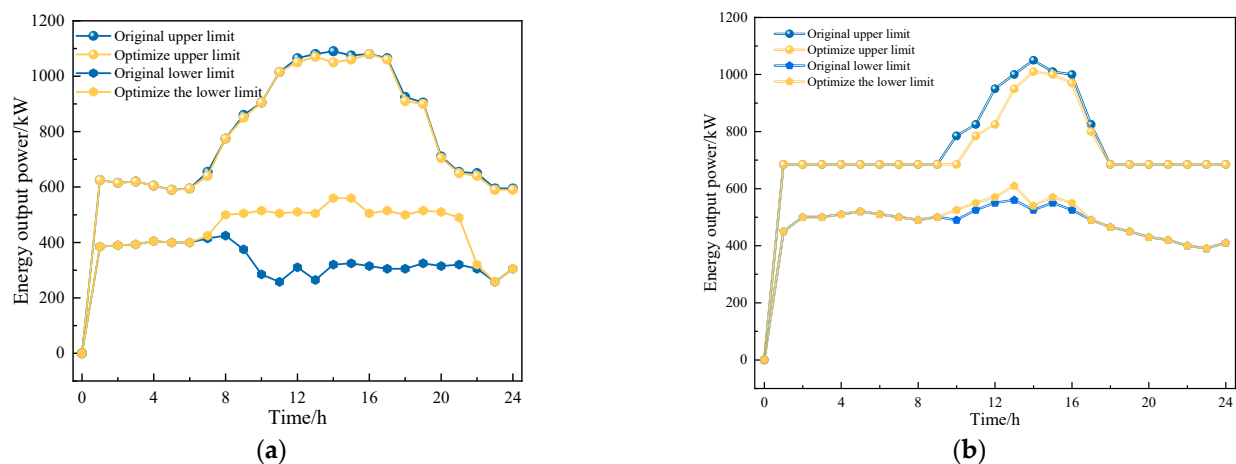 Original upper limit
Optimize upper limit
Original lower limit
Optimize the lower limit
Energy output power/kW
1200
1000
800
600
400
200
0
0 4 8 12 16 20 24
Time/h
(a)
Original upper limit
Optimize upper limit
Original lower limit
Optimize the lower limit
Energy output power/kW
1200
1000
800
600
400
200
0
0 4 8 12 16 20 24
Time/h
(b)